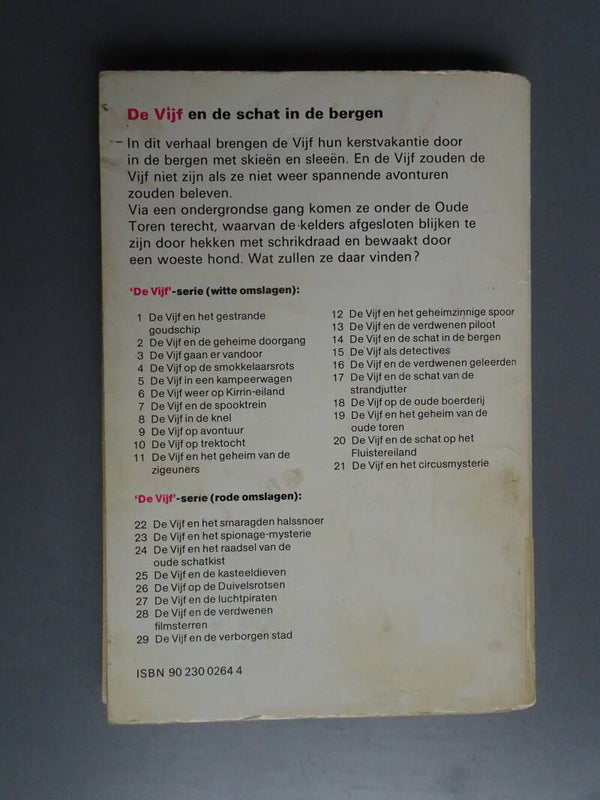 De Vijf en de schat in de bergen
In dit verhaal brengen de Vijf hun kerstvakantie door
in de bergen met skieën en sleeën. En de Vijf zouden de
Vijf niet zijn als ze niet weer spannende avonturen
zouden beleven.
Via een ondergrondse gang komen ze onder de Oude
Toren terecht, waarvan de kelders afgesloten blijken te
zijn door hekken met schrikdraad en bewaakt door
een woeste hond. Wat zullen ze daar vinden?
'De Vijf'-serie (witte omslagen):
1 De Vijf en het gestrande
goudschip
2 De Vijf en de geheime doorgang
3 De Vijf gaan er vandoor
4 De Vijf op de smokkelaarsrots
5 De Vijf in een kampeerwagen
6 De Vijf weer op Kirrin-eiland
7 De Vijf en de spooktrein
8 De Vijf in de knel
9 De Vijf op avontuur
10 De Vijf op trektocht
11 De Vijf en het geheim van de
zigeuners
12 De Vijf en het geheimzinnige spoor
13 De Vijf en de verdwenen piloot
14 De Vijf en de schat in de bergen
15 De Vijf als detectives
16 De Vijf en de verdwenen geleerden
17 De Vijf en de schat van de
strandjutter
18 De Vijf op de oude boerderij
19 De Vijf en het geheim van de
oude toren
20 De Vijf en de schat op het
Fluistereiland
21 De Vijf en het circusmysterie
'De Vijf'-serie (rode omslagen):
22 De Vijf en het smaragden halssnoer
23 De Vijf en het spionage-mysterie
24 De Vijf en het raadsel van de
oude schatkist
25 De Vijf en de kasteeldieven
26 De Vijf op de Duivelsrotsen
27 De Vijf en de luchtpiraten
28 De Vijf en de verdwenen
filmsterren
29 De Vijf en de verborgen stad
ISBN 90 230 0264 4